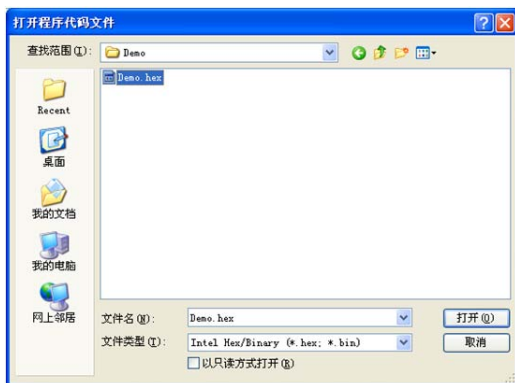 打开程序代码文件
查找范围(I): Demo
Demo.hex
Recent
桌面
我的文档
我的电脑
网上邻居
文件名(N): Demo.hex 打开(O)
文件类型(T): Intel Hex/Binary (*.hex; *.bin) 取消
以只读方式打开(R)